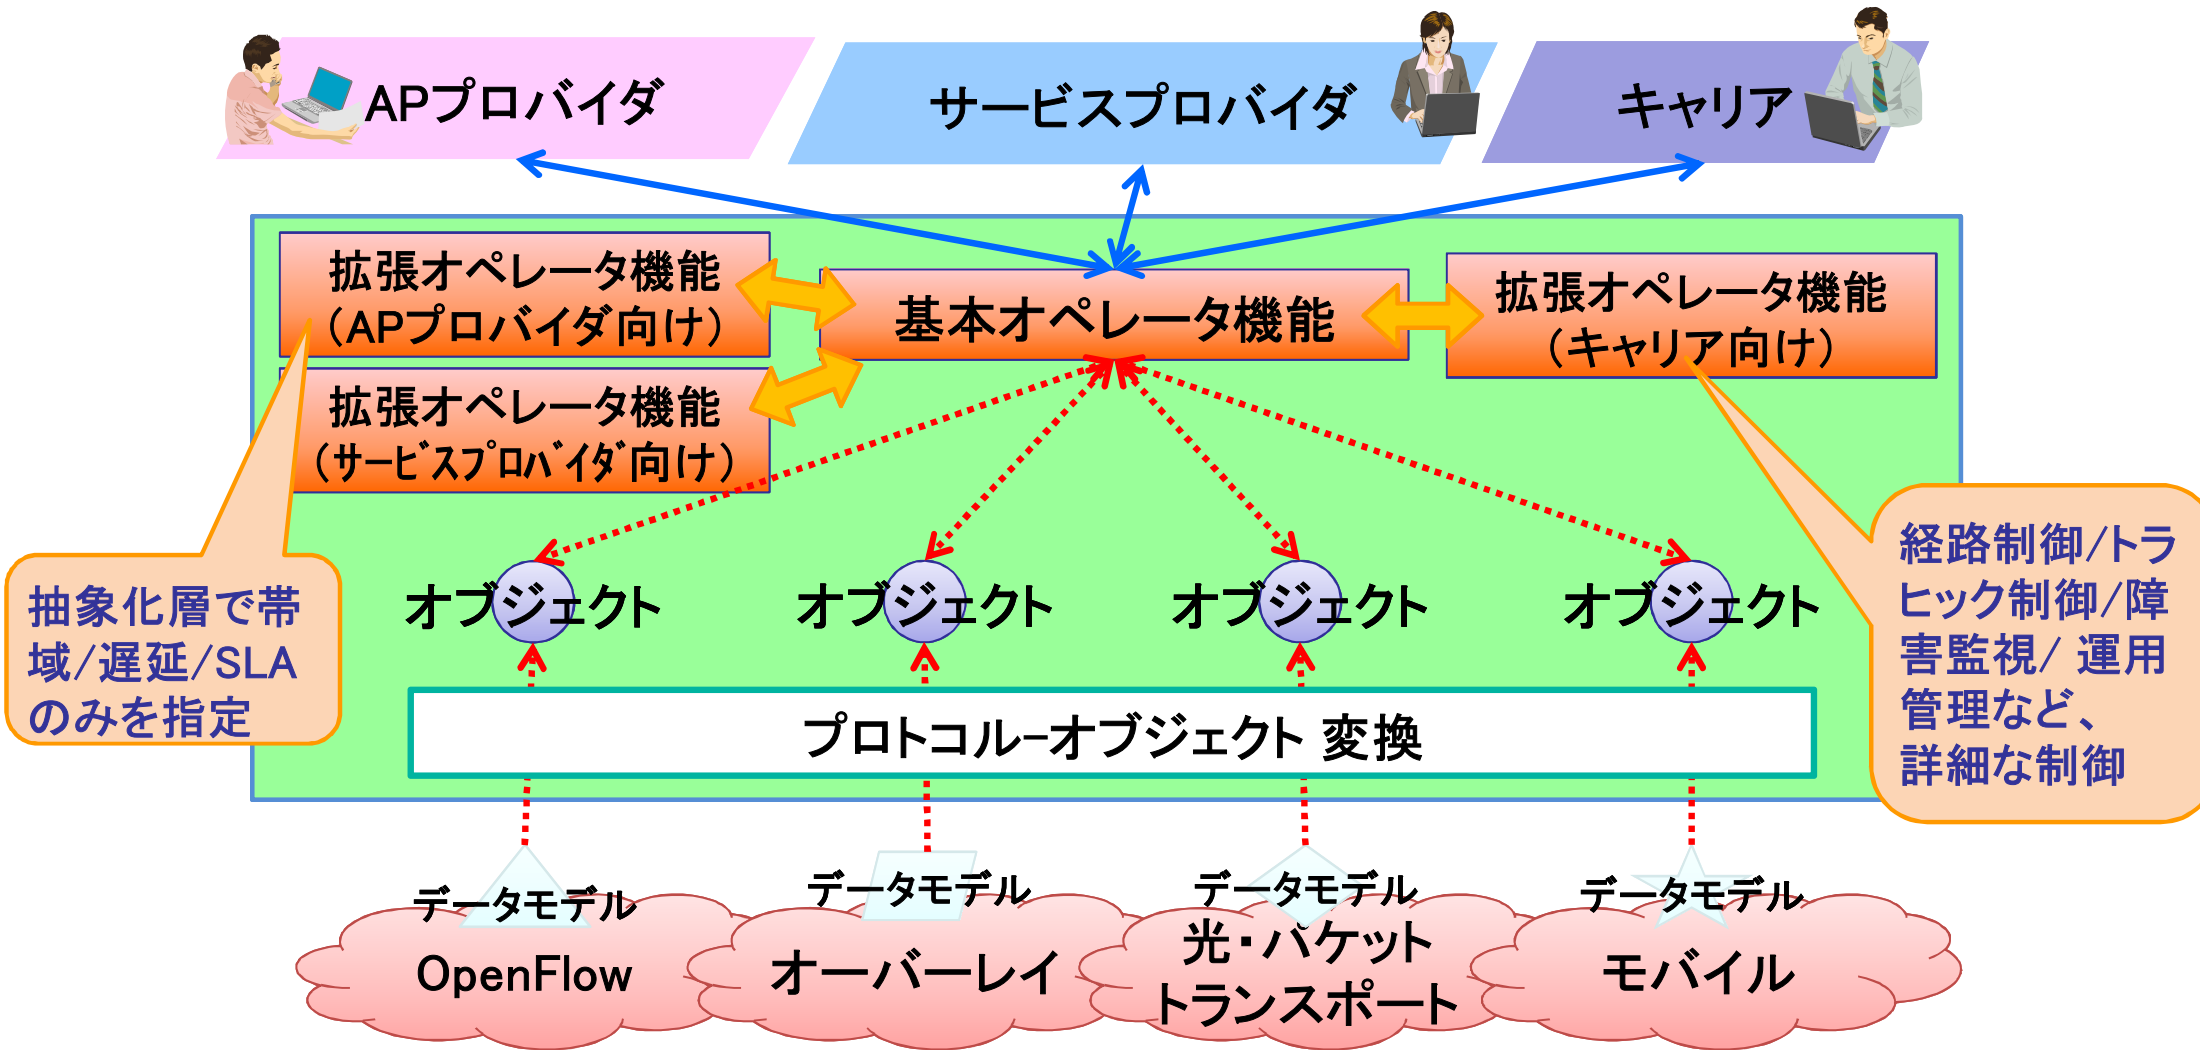 APプロバイダ
サービスプロバイダ
キャリア
拡張オペレータ機能
（APプロバイダ向け）
基本オペレータ機能
拡張オペレータ機能
（キャリア向け）
拡張オペレータ機能
（サービスプロバイダ向け）
抽象化層で帯
域/遅延/SLA
のみを指定
経路制御/トラ
ヒック制御/障
害監視/ 運用
管理など、
詳細な制御
オブジェクト
オブジェクト
オブジェクト
オブジェクト
プロトコル-オブジェクト 変換
データモデル
データモデル
データモデル
データモデル
OpenFlow
オーバーレイ
光・パケット
トランスポート
モバイル